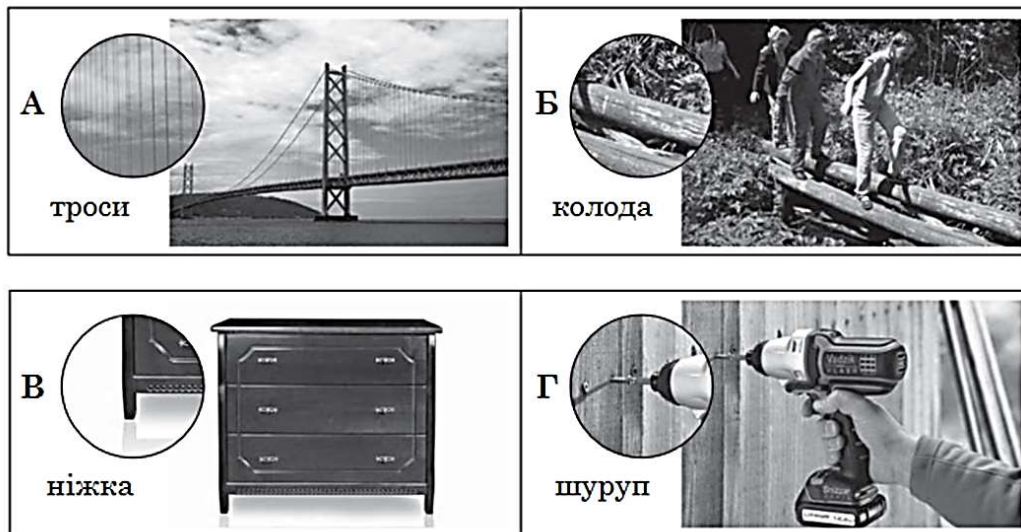 А
троси
Б
колода
В
ніжка
Г
шуруп